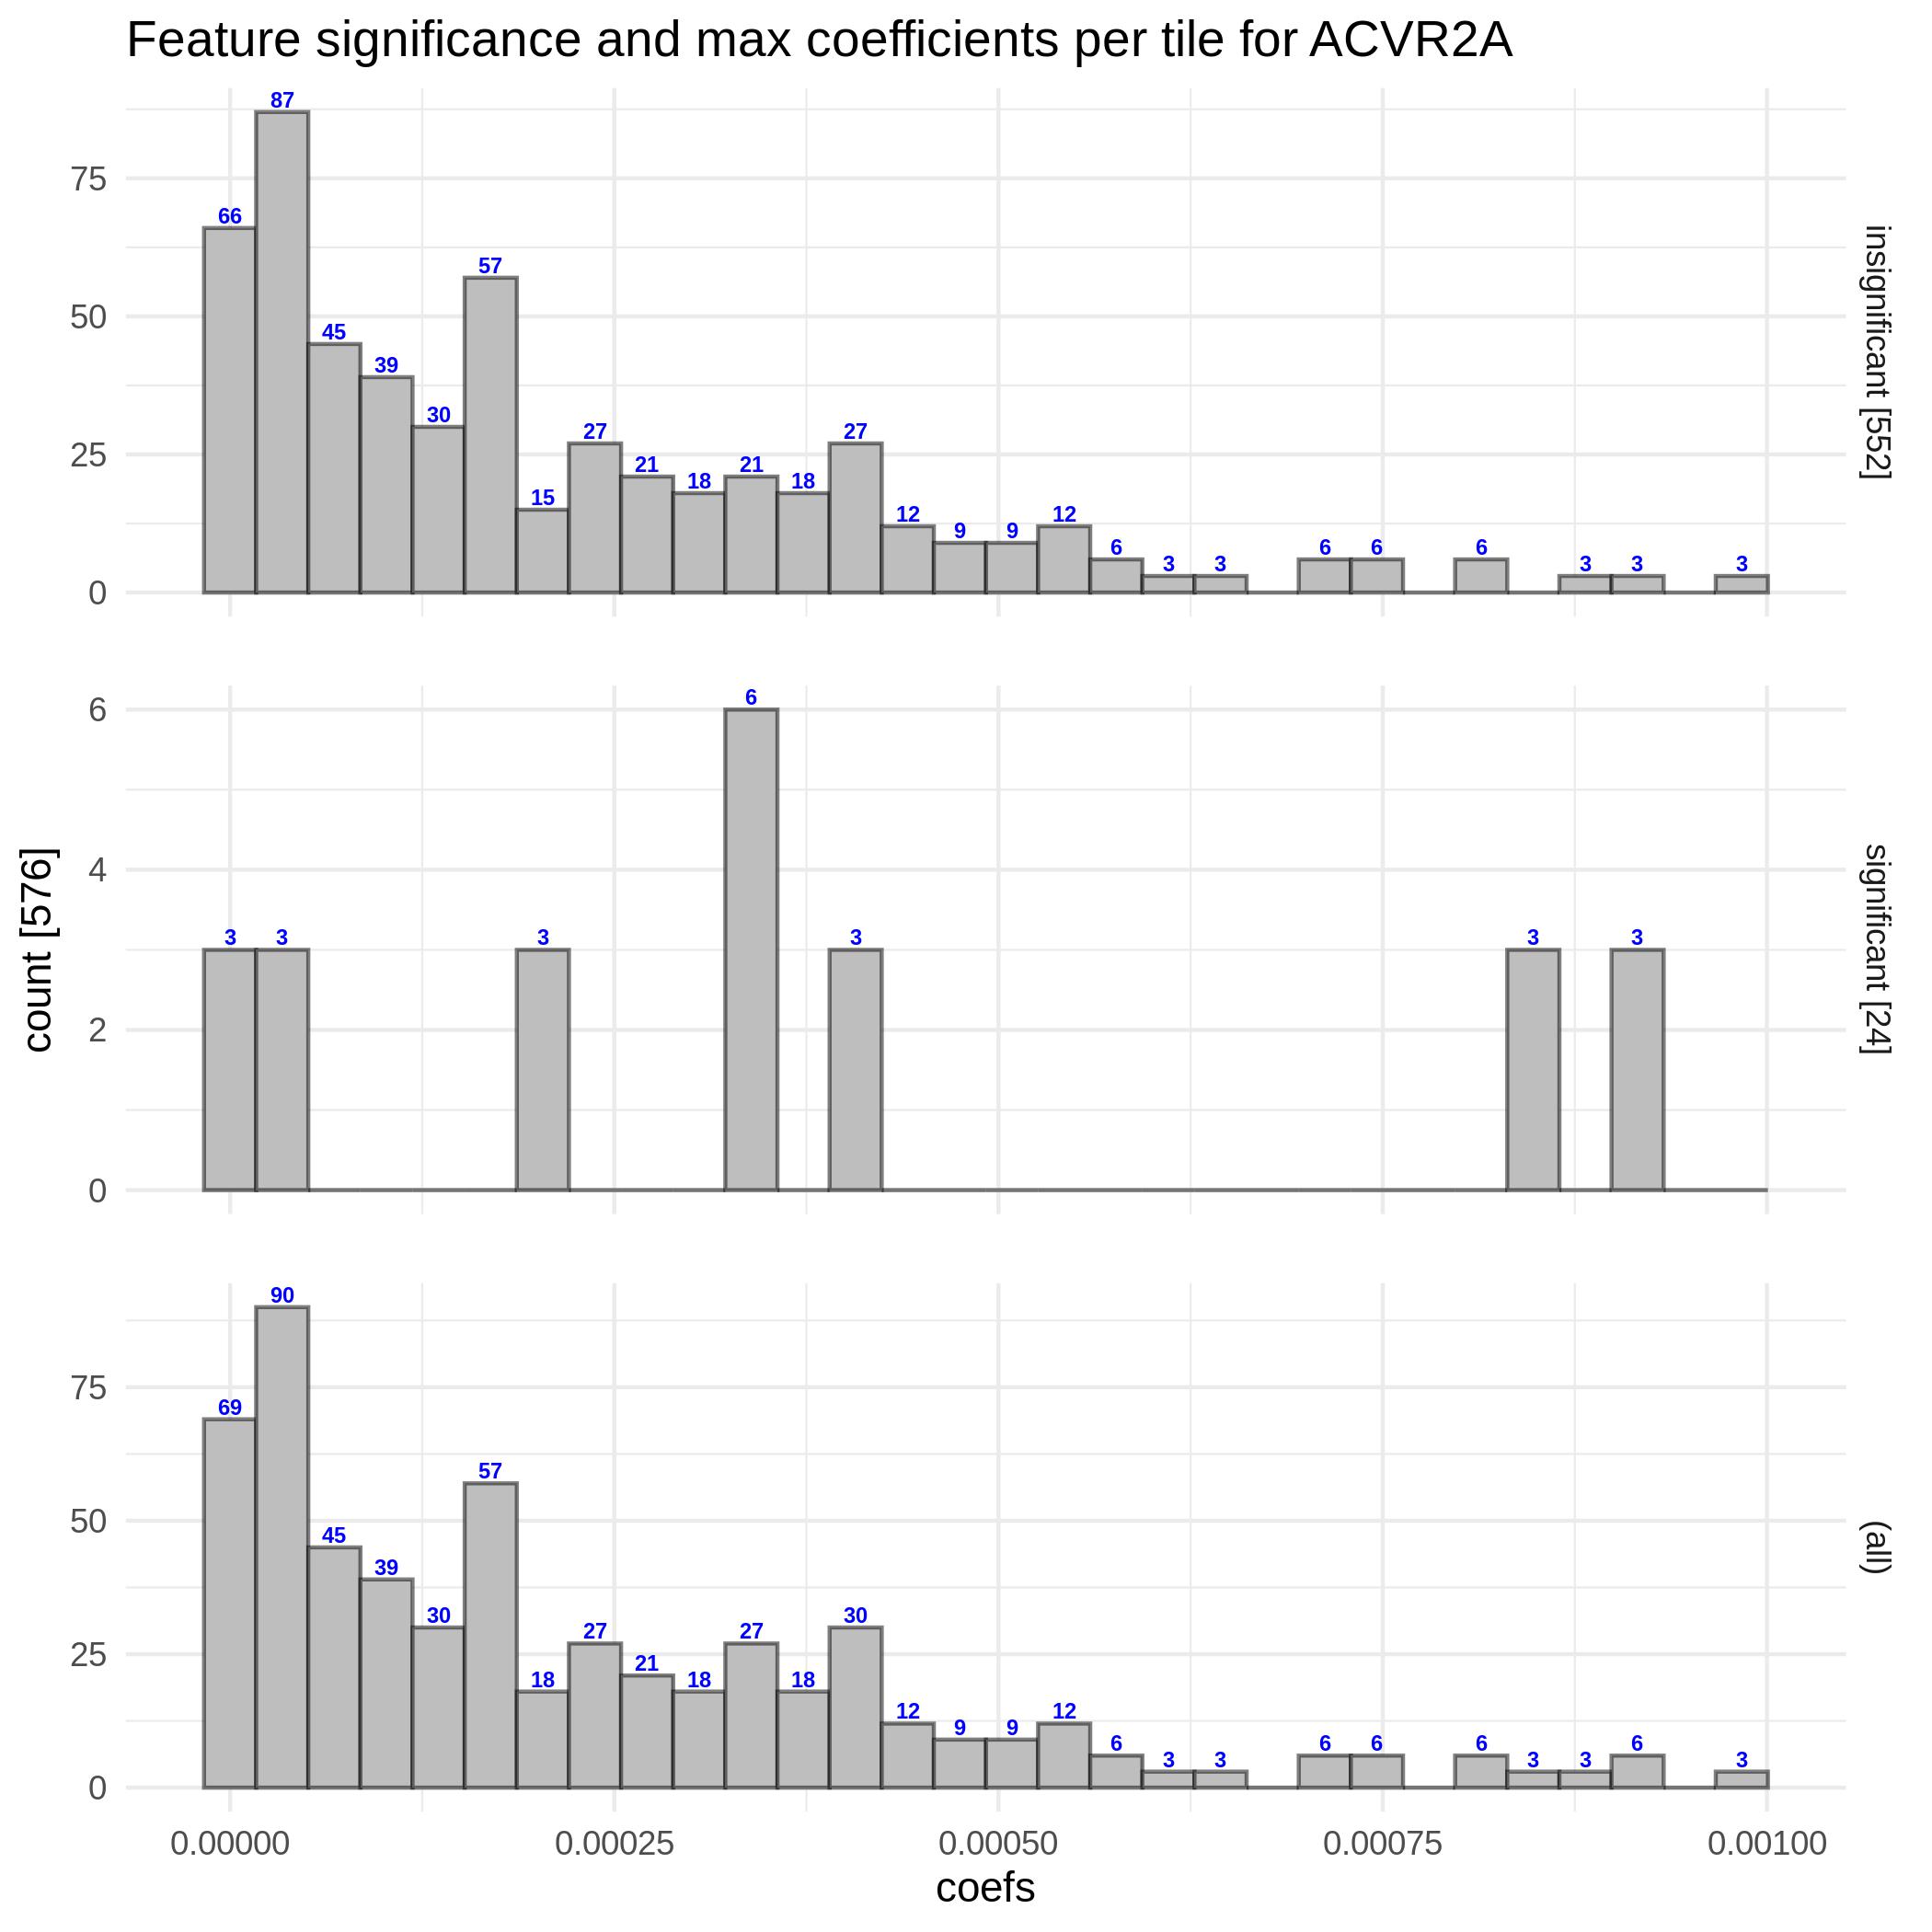 Feature significance and max coefficients per tile for ACVR2A
count [576]
insignificant [552]
75
50
25
0
66 87 45 39 30 57 15 27 21 18 21 18 27 12 9 9 12 6 3 3 6 6 6 3 3 3
significant [24]
6
4
2
0
3 3 3 6 3 3 3
(all)
75
50
25
0
69 90 45 39 30 57 18 27 21 18 27 18 30 12 9 9 12 6 3 3 6 6 6 3 3 6 3
0.00000 0.00025 0.00050 0.00075 0.00100
coefs